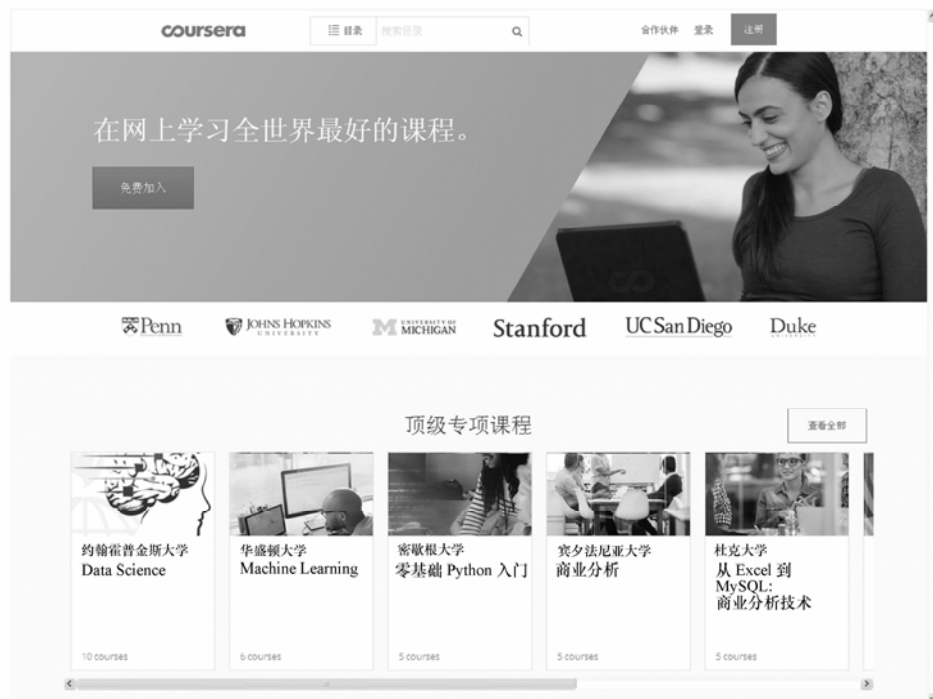 coursera
目录
搜索目录
合作伙伴
登录
注册
在网上学习全世界最好的课程。
免费加入
Penn
JOHNS HOPKINS
UNIVERSITY
UNIVERSITY OF
MICHIGAN
Stanford
UC San Diego
Duke
UNIVERSITY
顶级专项课程
查看全部
约翰霍普金斯大学
Data Science
10 courses
华盛顿大学
Machine Learning
6 courses
密歇根大学
零基础 Python 入门
5 courses
宾夕法尼亚大学
商业分析
5 courses
杜克大学
从 Excel 到
MySQL:
商业分析技术
5 courses